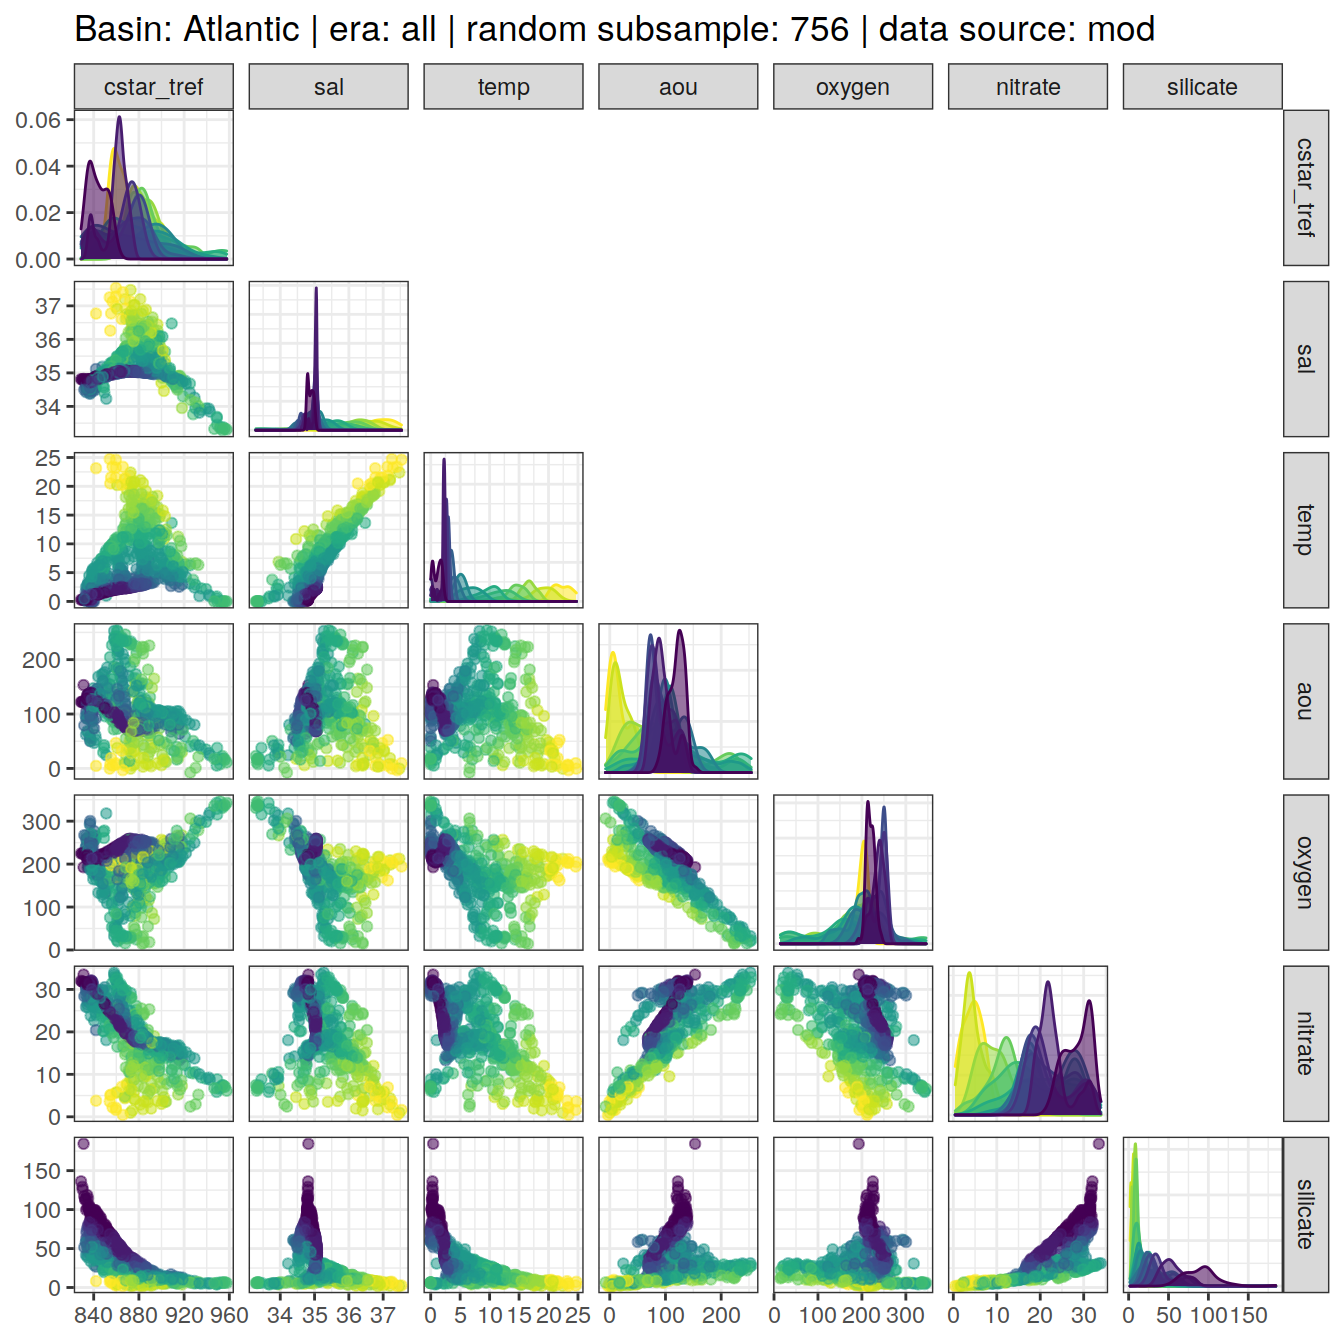 Basin: Atlantic | era: all | random subsample: 756 | data source: mod
cstar_tref sal temp aou oxygen nitrate silicate
0.06
0.04
0.02
0.00
cstar_tref
37
36
35
34
sal
25
20
15
10
5
0
temp
200
100
0
aou
300
200
100
0
oxygen
30
20
10
0
nitrate
150
100
50
0
silicate
840 880 920 960 34 35 36 37 0 5 10 15 20 25 0 100 200 0 100 200 300 0 10 20 30 0 50 100 150